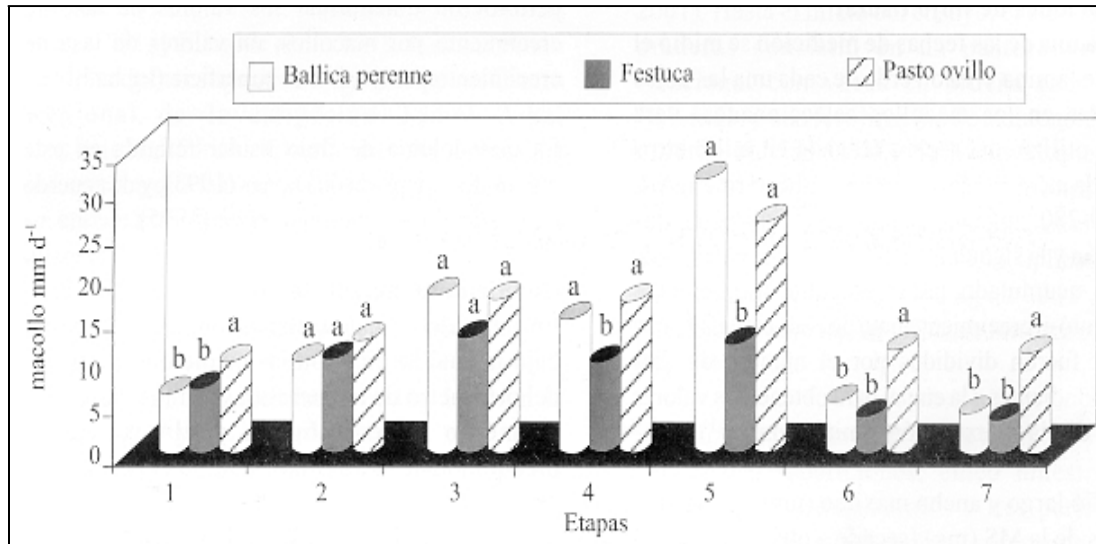 Ballica perenne Festuca Pasto ovillo
macollo mm d⁻¹
35
30
25
20
15
10
5
0
b b a
a a a
a a a
a b a
a b a
b b a
b b a
1 2 3 4 5 6 7
Etapas